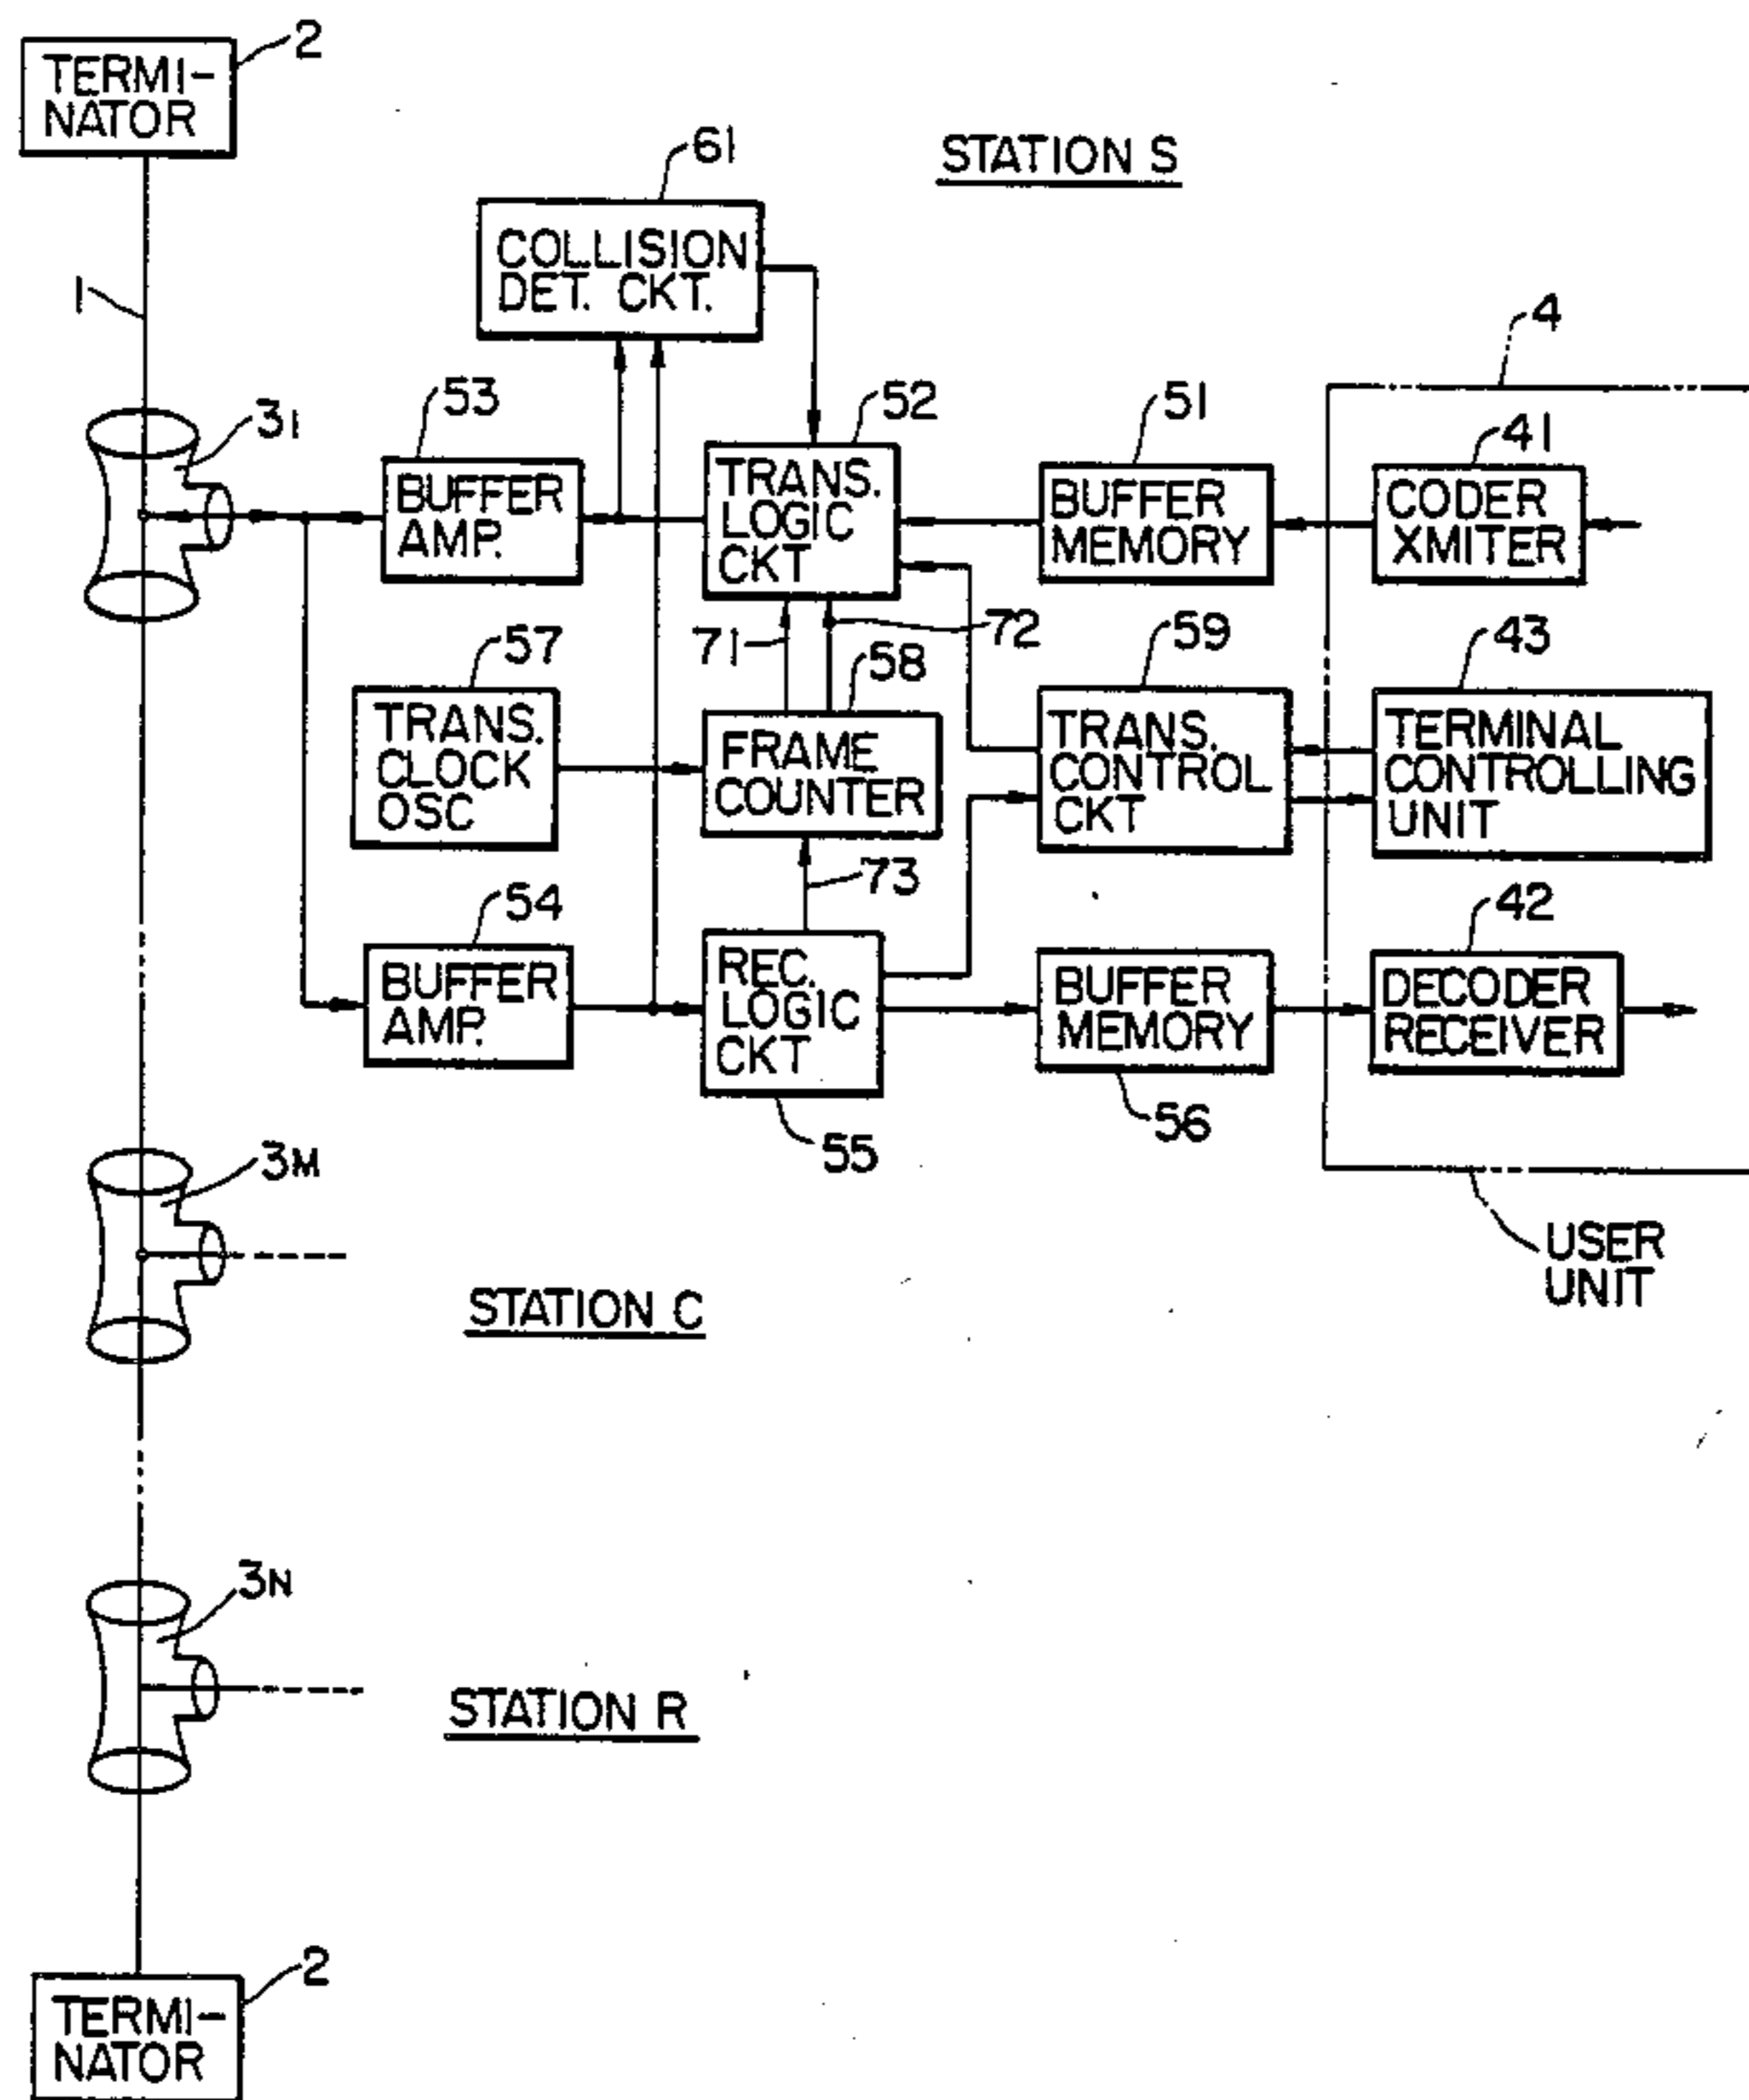 2
TERMI-
NATOR
61
STATION S
COLLISION
DET. CKT.
1
4
31
53
52
51
41
BUFFER
AMP.
TRANS.
LOGIC
CKT
BUFFER
MEMORY
CODER
XMITER
57
71
72
58
59
43
TRANS.
CLOCK
OSC
FRAME
COUNTER
TRANS.
CONTROL
CKT
TERMINAL
CONTROLLING
UNIT
73
54
42
BUFFER
AMP.
REC.
LOGIC
CKT
BUFFER
MEMORY
DECODER
RECEIVER
55
56
3M
USER
UNIT
STATION C
3N
STATION R
2
TERMI-
NATOR